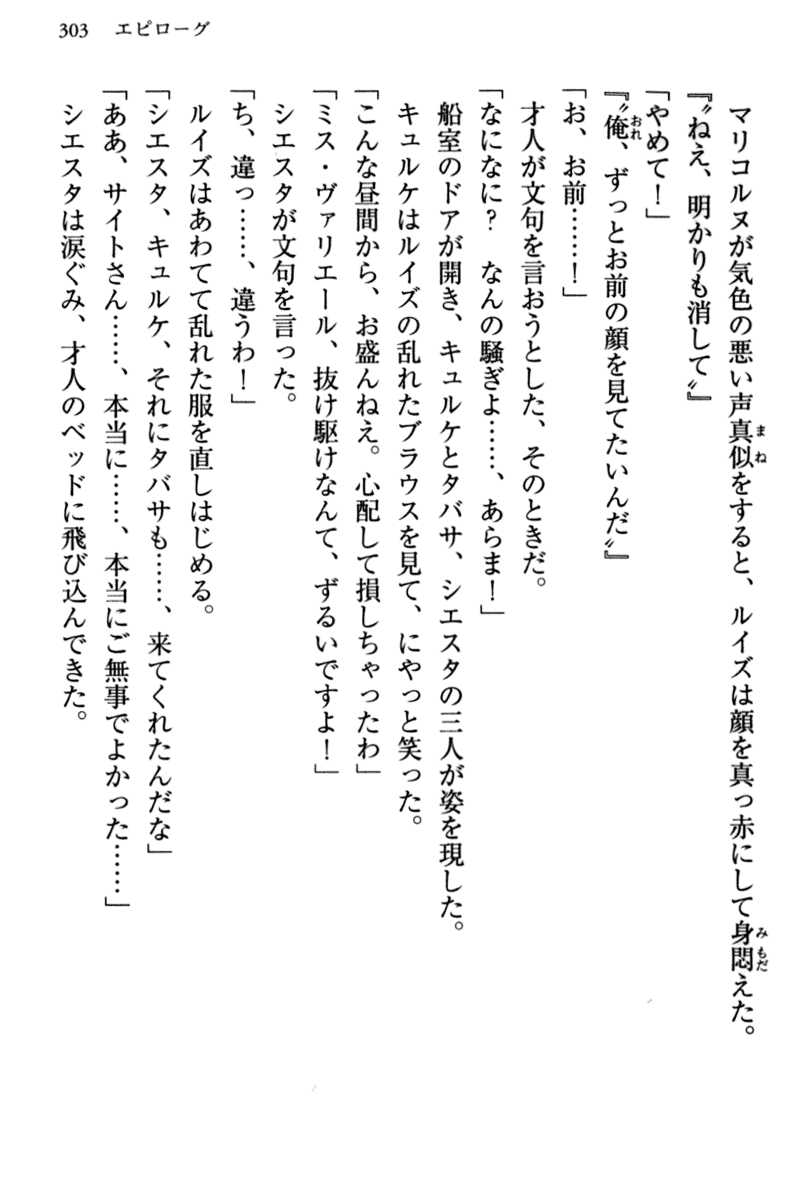 303 エピローグ
マリコルヌが気色の悪い声真似をすると、ルイズは顔を真っ赤にして身悶えた。
『〝ねえ、明かりも消して〟』
「やめて！」
『〝俺、ずっとお前の顔を見てたいんだ〟』
「お、お前……！」
才人が文句を言おうとした、そのときだ。
「なになに？　なんの騒ぎよ……、あらま！」
船室のドアが開き、キュルケとタバサ、シエスタの三人が姿を現した。
キュルケはルイズの乱れたブラウスを見て、にやっと笑った。
「こんな昼間から、お盛んねえ。心配して損しちゃったわ」
「ミス・ヴァリエール、抜け駆けなんて、ずるいですよ！」
シエスタが文句を言った。
「ち、違っ……、違うわ！」
ルイズはあわてて乱れた服を直しはじめる。
「シエスタ、キュルケ、それにタバサも……、来てくれたんだな」
「ああ、サイトさん……、本当に……、本当にご無事でよかった……」
シエスタは涙ぐみ、才人のベッドに飛び込んできた。